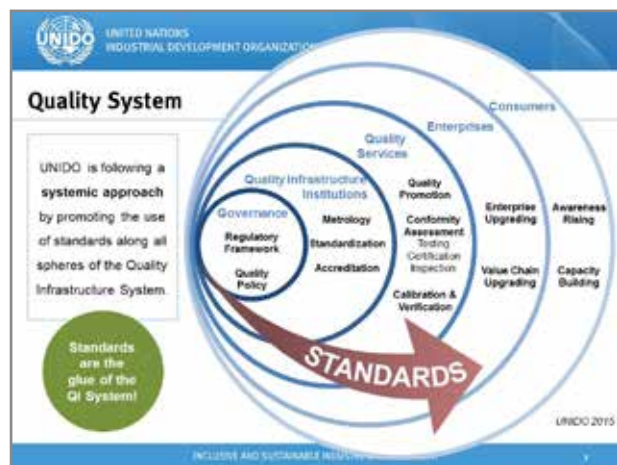 UNIDO
UNITED NATIONS
INDUSTRIAL DEVELOPMENT ORGANIZATION
Quality System
UNIDO is following a
systemic approach
by promoting the use
of standards along all
spheres of the Quality
Infrastructure System
Standards
are the
glue of the
QI System!
Governance
Regulatory
Framework
Quality
Policy
Quality Infrastructure
Institutions
Metrology
Standardization
Accreditation
Quality
Services
Quality
Promotion
Conformity
Assessment
Testing
Certification
Inspection
Calibration &
Verification
Enterprises
Enterprise
Upgrading
Value Chain
Upgrading
Consumers
Awareness
Rising
Capacity
Building
STANDARDS
UNIDO 2015
INCLUSIVE AND SUSTAINABLE INDUSTRIAL